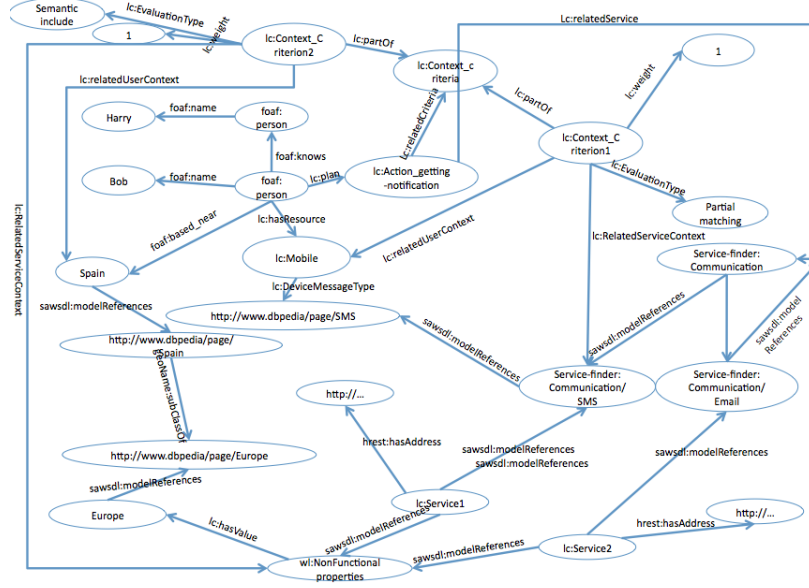 Semantic
include
lc:EvaluationType
1
lc:weight
lc:Context_C
riterion2
lc:partOf
Lc:relatedService
lc:Context_c
riteria
1
lc:weight
lc:relatedUserContext
lc:partOf
Harry
foaf:name
foaf:
person
Lc:relatedCriteria
lc:Context_C
riterion1
foaf:knows
Bob
foaf:name
foaf:
person
lc:plan
lc:Action_getting
-notification
lc:EvaluationType
Partial
matching
lc:RelatedServiceContext
foaf:based_near
lc:hasResource
lc:relatedUserContext
lc:RelatedServiceContext
Spain
lc:Mobile
Service-finder:
Communication
lc:DeviceMessageType
sawsdl:modelReferences
http://www.dbpedia/page/SMS
sawsdl:modelReferences
sawsdl:model
References
http://www.dbpedia/page/
Spain
geoName:subClassOf
sawsdl:modelReferences
Service-finder:
Communication/
SMS
Service-finder:
Communication/
Email
http://...
hrest:hasAddress
http://www.dbpedia/page/Europe
sawsdl:modelReferences
sawsdl:modelReferences
sawsdl:modelReferences
sawsdl:modelReferences
Europe
lc:Service1
http://...
hrest:hasAddress
lc:hasValue
sawsdl:modelReferences
sawsdl:modelReferences
lc:Service2
wl:NonFunctional
properties